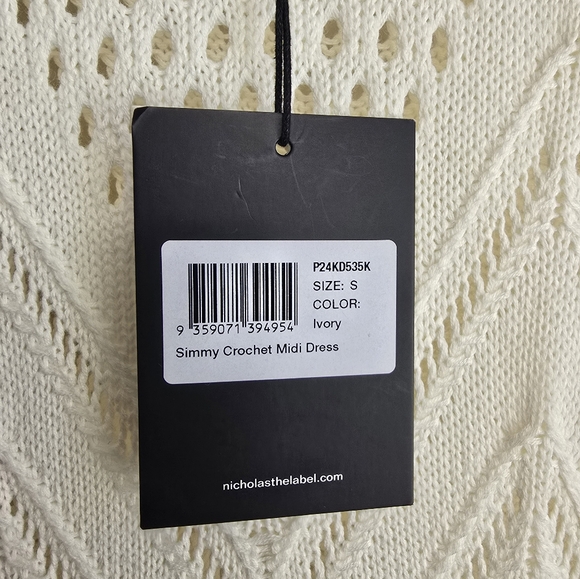 P24KD535K
SIZE: S
COLOR:
Ivory
9 359071 394954
Simmy Crochet Midi Dress
nicholasthelabel.com